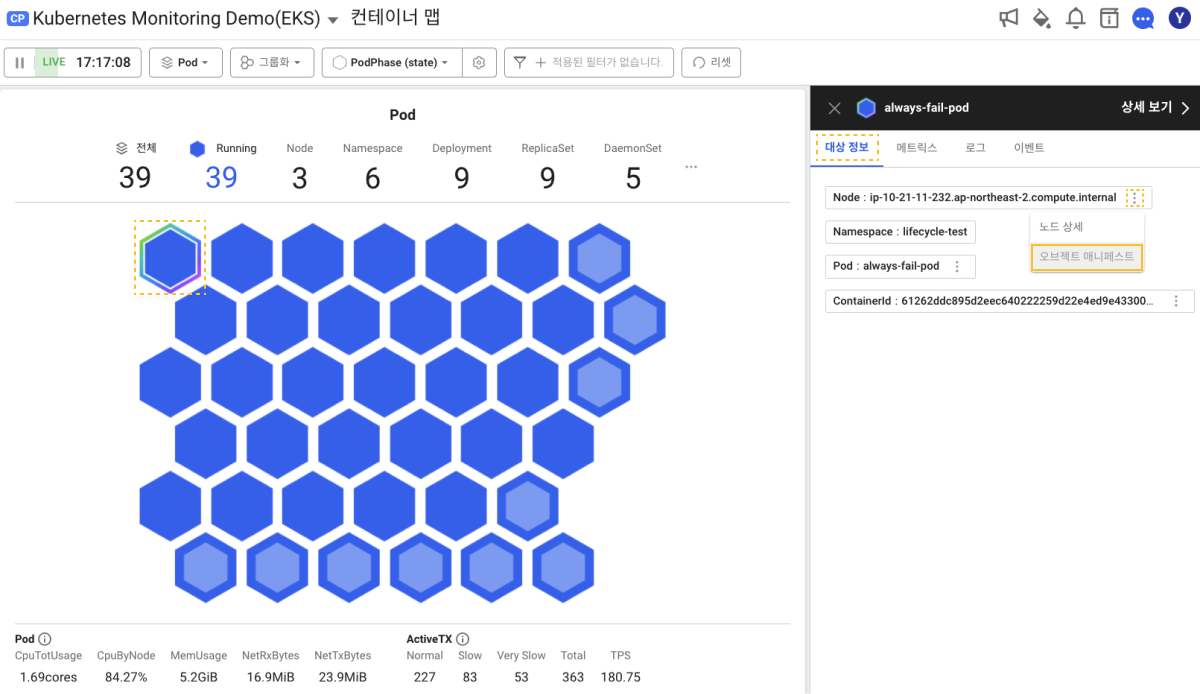 CP Kubernetes Monitoring Demo(EKS) 컨테이너 맵
Y
LIVE 17:17:08 Pod 그룹화 PodPhase (state) 적용된 필터가 없습니다. 리셋
Pod
전체 Running Node Namespace Deployment ReplicaSet DaemonSet
39 39 3 6 9 9 5 ...
Pod ActiveTX
CpuTotUsage CpuByNode MemUsage NetRxBytes NetTxBytes Normal Slow Very Slow Total TPS
1.69cores 84.27% 5.2GiB 16.9MiB 23.9MiB 227 83 53 363 180.75
always-fail-pod 상세 보기
대상 정보 메트릭스 로그 이벤트
Node : ip-10-21-11-232.ap-northeast-2.compute.internal
노드 상세
오브젝트 매니페스트
Namespace : lifecycle-test
Pod : always-fail-pod
ContainerId : 61262ddc895d2eec640222259d22e4ed9e43300...